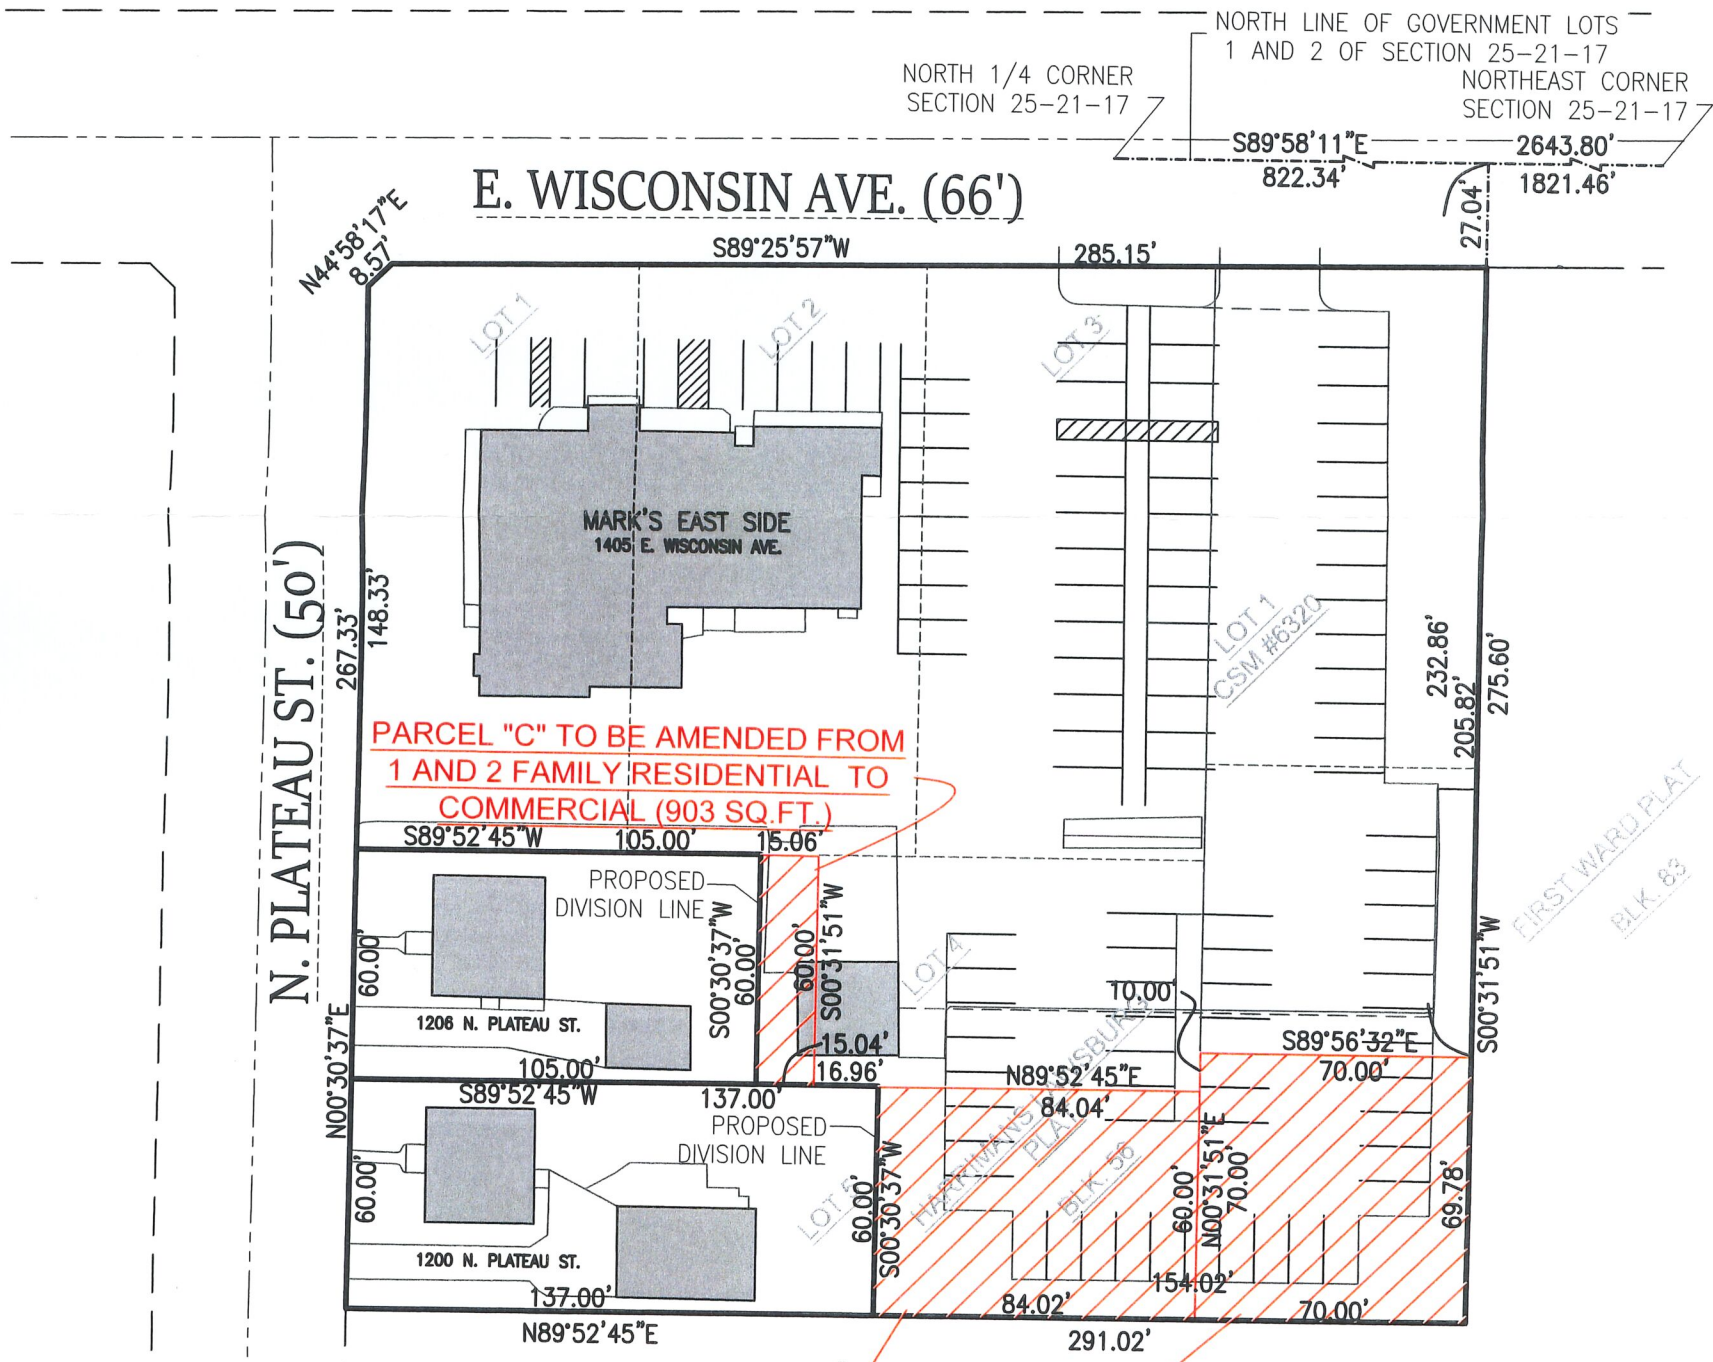 NORTH LINE OF GOVERNMENT LOTS
1 AND 2 OF SECTION 25-21-17
NORTH 1/4 CORNER
SECTION 25-21-17
NORTHEAST CORNER
SECTION 25-21-17
S89°58'11"E
2643.80'
822.34'
1821.46'
27.04'
E. WISCONSIN AVE. (66')
N44°58'17"E
8.57'
S89°25'57"W
285.15'
LOT 1
LOT 2
LOT 3
MARK'S EAST SIDE
1405 E. WISCONSIN AVE.
N. PLATEAU ST. (50')
267.33'
148.33'
LOT 1
CSM #6320
232.86'
205.82'
275.60'
PARCEL "C" TO BE AMENDED FROM
1 AND 2 FAMILY RESIDENTIAL TO
COMMERCIAL (903 SQ.FT.)
S89°52'45"W
105.00'
15.06'
FIRST WARD PLAT
BLK. 83
PROPOSED
DIVISION LINE
S00°30'37"W
60.00'
60.00'
S00°31'51"W
60.00'
LOT 4
10.00'
S00°31'51"W
1206 N. PLATEAU ST.
N00°30'37"E
105.00'
15.04'
16.96'
S89°56'32"E
70.00'
S89°52'45"W
137.00'
N89°52'45"E
84.04'
PROPOSED
DIVISION LINE
HARRIMANS LAWSBURG
PLAT
BLK. 56
LOT 5
60.00'
60.00'
S00°30'37"W
60.00'
N00°31'51"E
70.00'
69.78'
1200 N. PLATEAU ST.
137.00'
154.02'
84.02'
70.00'
N89°52'45"E
291.02'